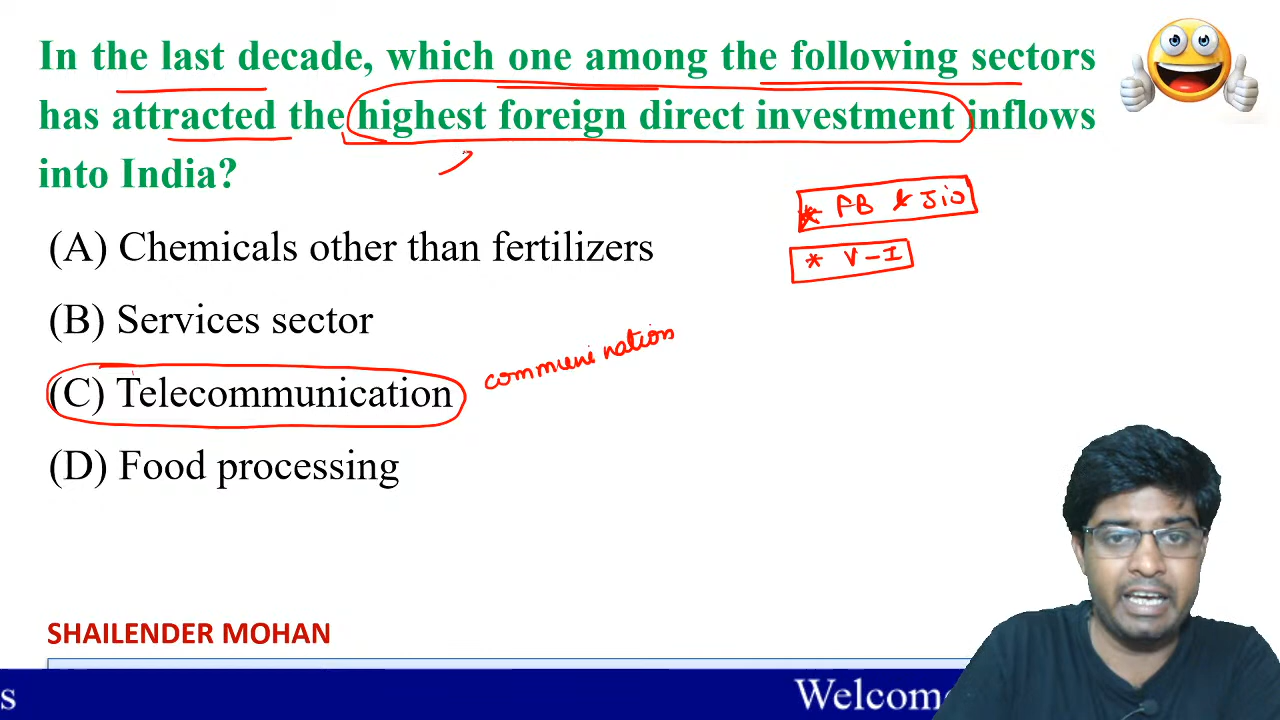 In the last decade, which one among the following sectors
has attracted the highest foreign direct investment inflows
into India?
* FB & Jio
(A) Chemicals other than fertilizers
* V-I
(B) Services sector
communication
(C) Telecommunication
(D) Food processing
SHAILENDER MOHAN
s Welcome